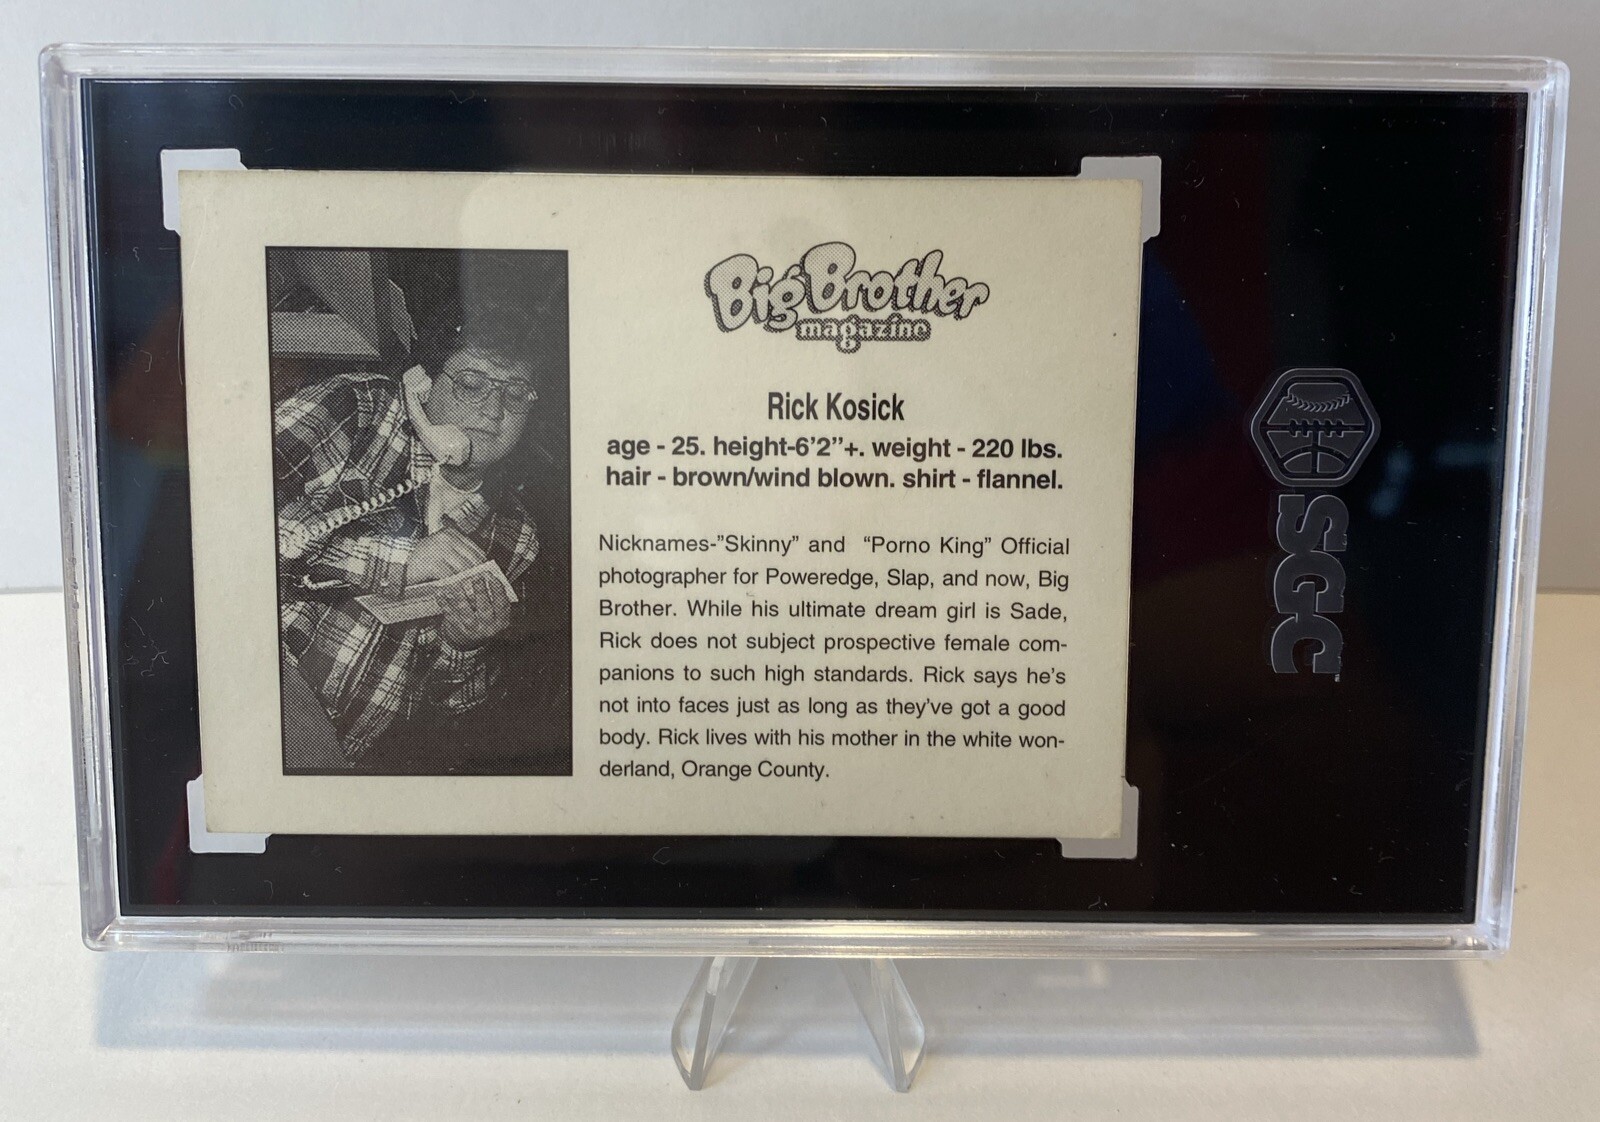 Big Brother
magazine
Rick Kosick
age - 25. height-6'2”+. weight - 220 lbs.
hair - brown/wind blown. shirt - flannel.
Nicknames-”Skinny” and “Porno King” Official
photographer for Poweredge, Slap, and now, Big
Brother. While his ultimate dream girl is Sade,
Rick does not subject prospective female com-
panions to such high standards. Rick says he's
not into faces just as long as they've got a good
body. Rick lives with his mother in the white won-
derland, Orange County.
SGC™